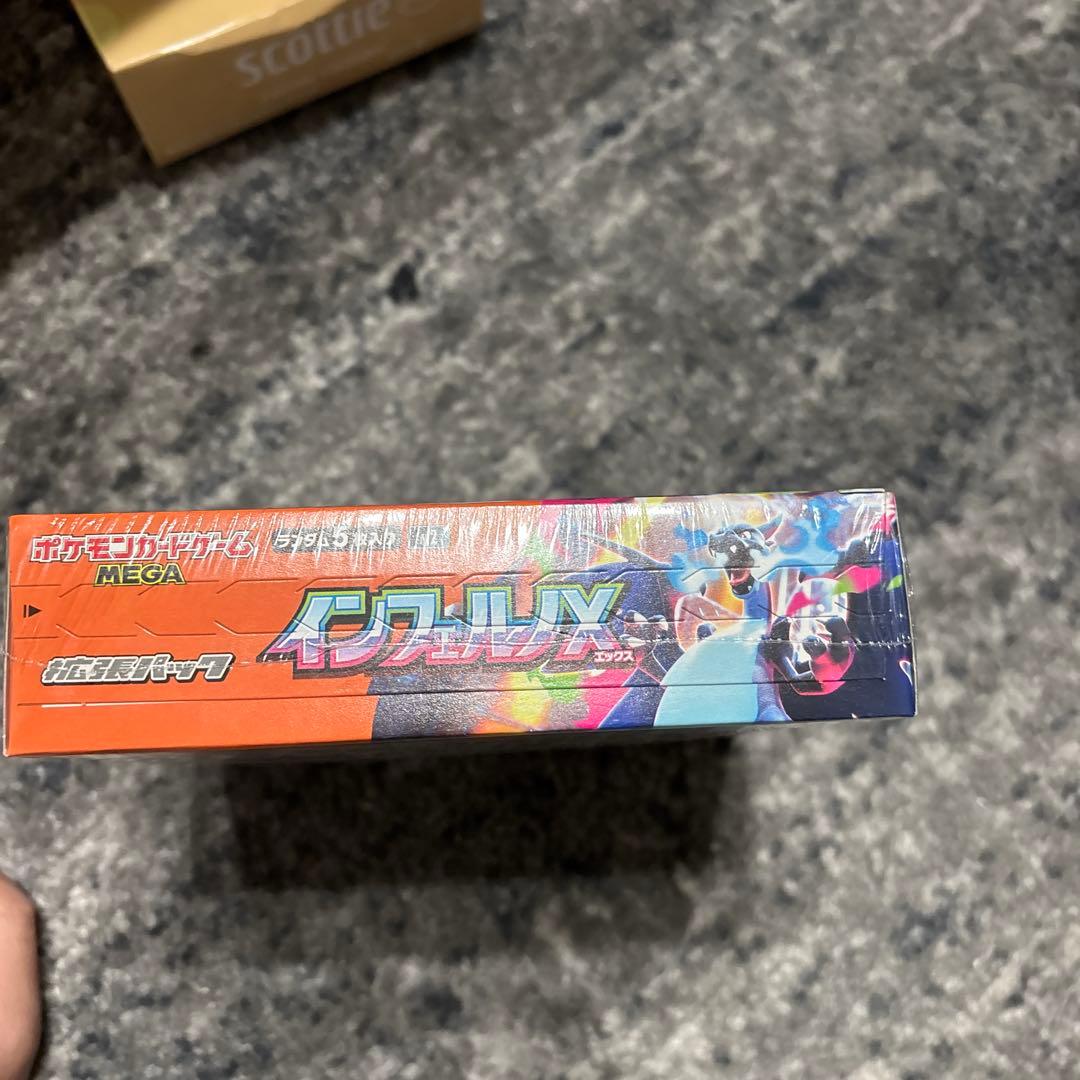 scottie
ポケモンカードゲーム
MEGA
ランダム5枚入り
インフェルノX
エックス
拡張パック